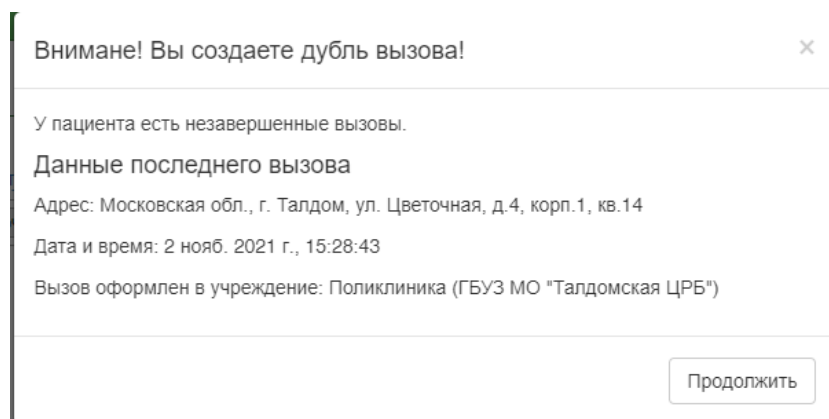 Внимане! Вы создаете дубль вызова!
×
У пациента есть незавершенные вызовы.
Данные последнего вызова
Адрес: Московская обл., г. Талдом, ул. Цветочная, д.4, корп.1, кв.14
Дата и время: 2 нояб. 2021 г., 15:28:43
Вызов оформлен в учреждение: Поликлиника (ГБУЗ МО "Талдомская ЦРБ")
Продолжить